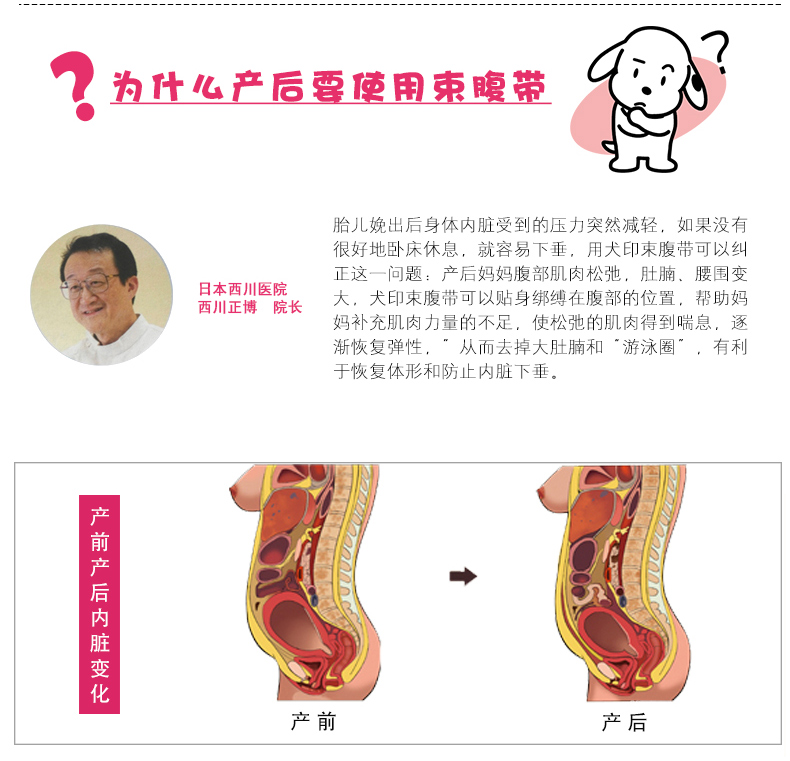 ?为什么产后要使用束腹带
?
日本西川医院
西川正博 院长
胎儿娩出后身体内脏受到的压力突然减轻，如果没有
很好地卧床休息，就容易下垂，用犬印束腹带可以纠
正这一问题：产后妈妈腹部肌肉松弛，肚腩、腰围变
大，犬印束腹带可以贴身绑缚在腹部的位置，帮助妈
妈补充肌肉力量的不足，使松弛的肌肉得到喘息，逐
渐恢复弹性，〞从而去掉大肚腩和〝游泳圈〞，有利
于恢复体形和防止内脏下垂。
产前产后内脏变化
产前
产后